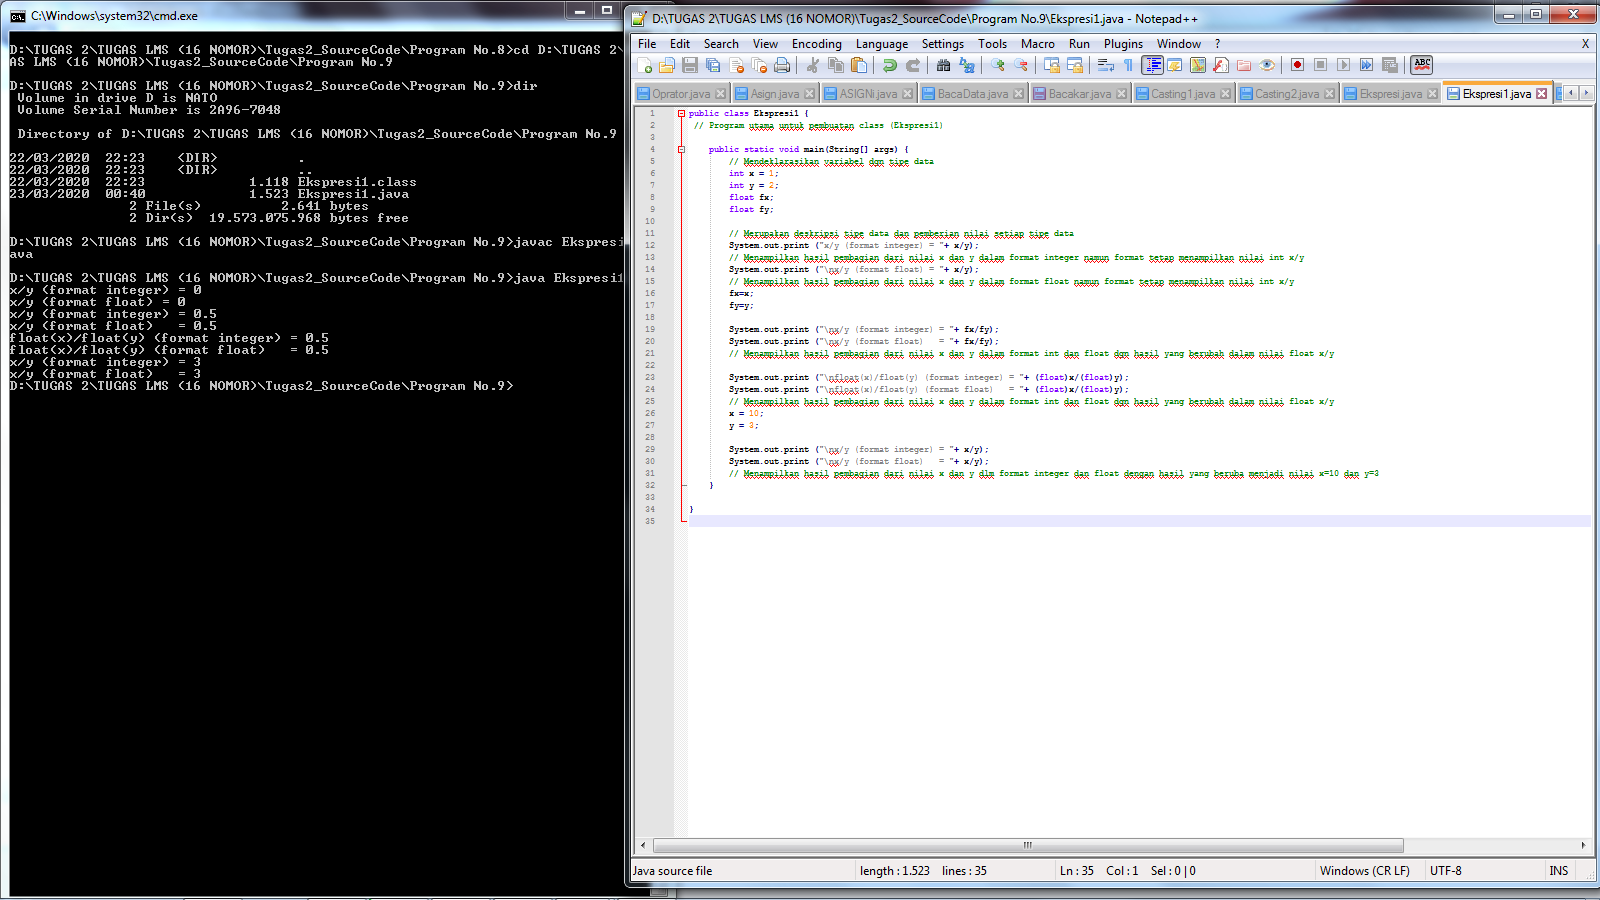 C:\Windows\system32\cmd.exe
D:\TUGAS 2\TUGAS LMS (16 NOMOR)\Tugas2_SourceCode\Program No.8>cd D:\TUGAS 2\
AS LMS (16 NOMOR)\Tugas2_SourceCode\Program No.9
D:\TUGAS 2\TUGAS LMS (16 NOMOR)\Tugas2_SourceCode\Program No.9>dir
Volume in drive D is NATO
Volume Serial Number is 2A96-7048
Directory of D:\TUGAS 2\TUGAS LMS (16 NOMOR)\Tugas2_SourceCode\Program No.9
22/03/2020  22:23    <DIR>          .
22/03/2020  22:23    <DIR>          ..
22/03/2020  22:23             1.118 Ekspresi1.class
23/03/2020  00:40             1.523 Ekspresi1.java
2 File(s)          2.641 bytes
2 Dir(s)  19.573.075.968 bytes free
D:\TUGAS 2\TUGAS LMS (16 NOMOR)\Tugas2_SourceCode\Program No.9>javac Ekspresi
ava
D:\TUGAS 2\TUGAS LMS (16 NOMOR)\Tugas2_SourceCode\Program No.9>java Ekspresi1
x/y (format integer) = 0
x/y (format float) = 0
x/y (format integer) = 0.5
x/y (format float)   = 0.5
float(x)/float(y) (format integer) = 0.5
float(x)/float(y) (format float)   = 0.5
x/y (format integer) = 3
x/y (format float)   = 3
D:\TUGAS 2\TUGAS LMS (16 NOMOR)\Tugas2_SourceCode\Program No.9>
D:\TUGAS 2\TUGAS LMS (16 NOMOR)\Tugas2_SourceCode\Program No.9\Ekspresi1.java - Notepad++
File Edit Search View Encoding Language Settings Tools Macro Run Plugins Window ? X
Oprator.java Asign.java ASIGNi.java BacaData.java Bacakar.java Casting1.java Casting2.java Ekspresi.java Ekspresi1.java
1 public class Ekspresi1 {
2 // Program utama untuk pembuatan class (Ekspresi1)
3
4 public static void main(String[] args) {
5 // Mendeklarasikan variabel dgn tipe data
6 int x = 1;
7 int y = 2;
8 float fx;
9 float fy;
10
11 // Merupakan deskripsi tipe data dan pemberian nilai setiap tipe data
12 System.out.print ("x/y (format integer) = "+ x/y);
13 // Menampilkan hasil pembagian dari nilai x dan y dalam format integer namun format tetap menampilkan nilai int x/y
14 System.out.print ("\nx/y (format float) = "+ x/y);
15 // Menampilkan hasil pembagian dari nilai x dan y dalam format float namun format tetap menampilkan nilai int x/y
16 fx=x;
17 fy=y;
18
19 System.out.print ("\nx/y (format integer) = "+ fx/fy);
20 System.out.print ("\nx/y (format float)   = "+ fx/fy);
21 // Menampilkan hasil pembagian dari nilai x dan y dalam format int dan float dgn hasil yang berubah dalam nilai float x/y
22
23 System.out.print ("\nfloat(x)/float(y) (format integer) = "+ (float)x/(float)y);
24 System.out.print ("\nfloat(x)/float(y) (format float)   = "+ (float)x/(float)y);
25 // Menampilkan hasil pembagian dari nilai x dan y dalam format int dan float dgn hasil yang berubah dalam nilai float x/y
26 x = 10;
27 y = 3;
28
29 System.out.print ("\nx/y (format integer) = "+ x/y);
30 System.out.print ("\nx/y (format float)   = "+ x/y);
31 // Menampilkan hasil pembagian dari nilai x dan y dlm format integer dan float dengan hasil yang beruba menjadi nilai x=10 dan y=3
32 }
33
34 }
35
Java source file length : 1.523 lines : 35 Ln : 35 Col : 1 Sel : 0 | 0 Windows (CR LF) UTF-8 INS